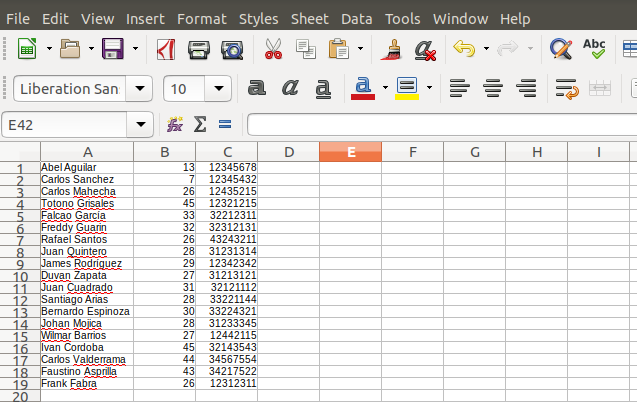 File Edit View Insert Format Styles Sheet Data Tools Window Help
Abc
Liberation San 10 a a a a
E42 fx Σ =
A B C D E F G H I
1 Abel Aguilar 13 12345678
2 Carlos Sanchez 7 12345432
3 Carlos Mahecha 26 12435215
4 Totono Grisales 45 12321215
5 Falcao García 33 32212311
6 Freddy Guarin 32 32312131
7 Rafael Santos 26 43243211
8 Juan Quintero 28 31231314
9 James Rodríguez 29 12342342
10 Duvan Zapata 27 31213121
11 Juan Cuadrado 31 32121112
12 Santiago Arias 28 33221144
13 Bernardo Espinoza 30 33224321
14 Johan Mojica 28 31233345
15 Wilmar Barrios 27 12442115
16 Ivan Cordoba 45 32143543
17 Carlos Valderrama 44 34567554
18 Faustino Asprilla 43 34217522
19 Frank Fabra 26 12312311
20